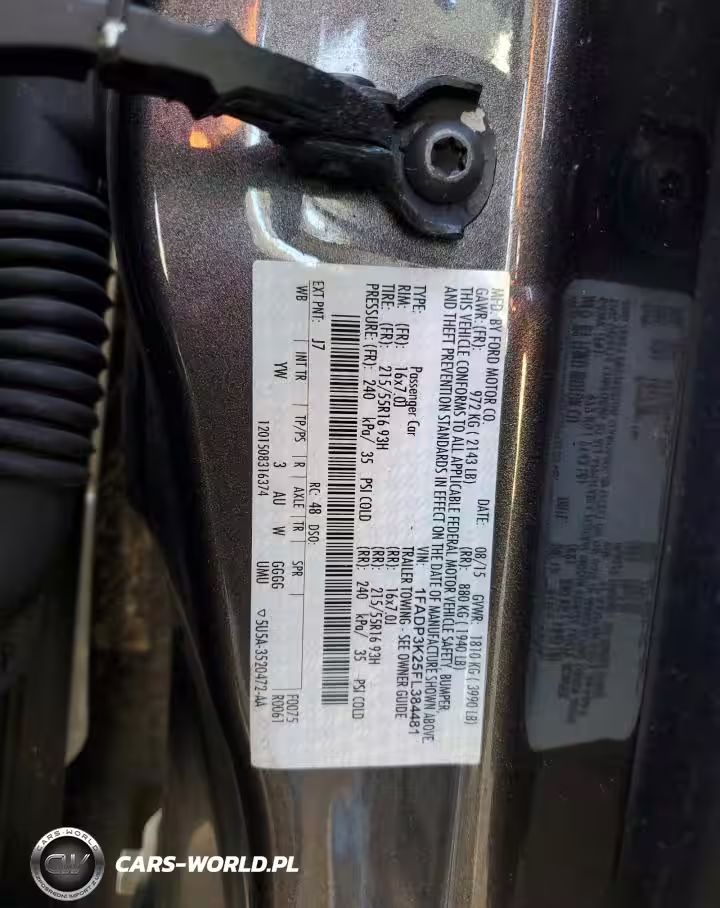 MFD. BY FORD MOTOR CO.
DATE: 08/15 GVWR: 1810 KG ( 3990 LB)
GAWR: (FR): 972 KG ( 2143 LB) (RR): 880 KG ( 1940 LB)
THIS VEHICLE CONFORMS TO ALL APPLICABLE FEDERAL MOTOR VEHICLE SAFETY, BUMPER,
AND THEFT PREVENTION STANDARDS IN EFFECT ON THE DATE OF MANUFACTURE SHOWN ABOVE
VIN: 1FADP3K25FL384481
TYPE: Passenger Car TRAILER TOWING - SEE OWNER GUIDE
RIM: (FR): 16x7.0J (RR): 16x7.0J
TIRE: (FR): 215/55R16 93H (RR): 215/55R16 93H
PRESSURE: (FR): 240 kPa/ 35 PSI COLD (RR): 240 kPa/ 35 PSI COLD
EXT PNT: J7 RC: 48 DSO: F0075
WB INT TR TP/PS R AXLE TR SPR R0061
YW 3 AU W GGGG
1201508316374 UMU ▽ 5U5A-3520472-AA
CARS-WORLD
CW
CARS-WORLD.PL